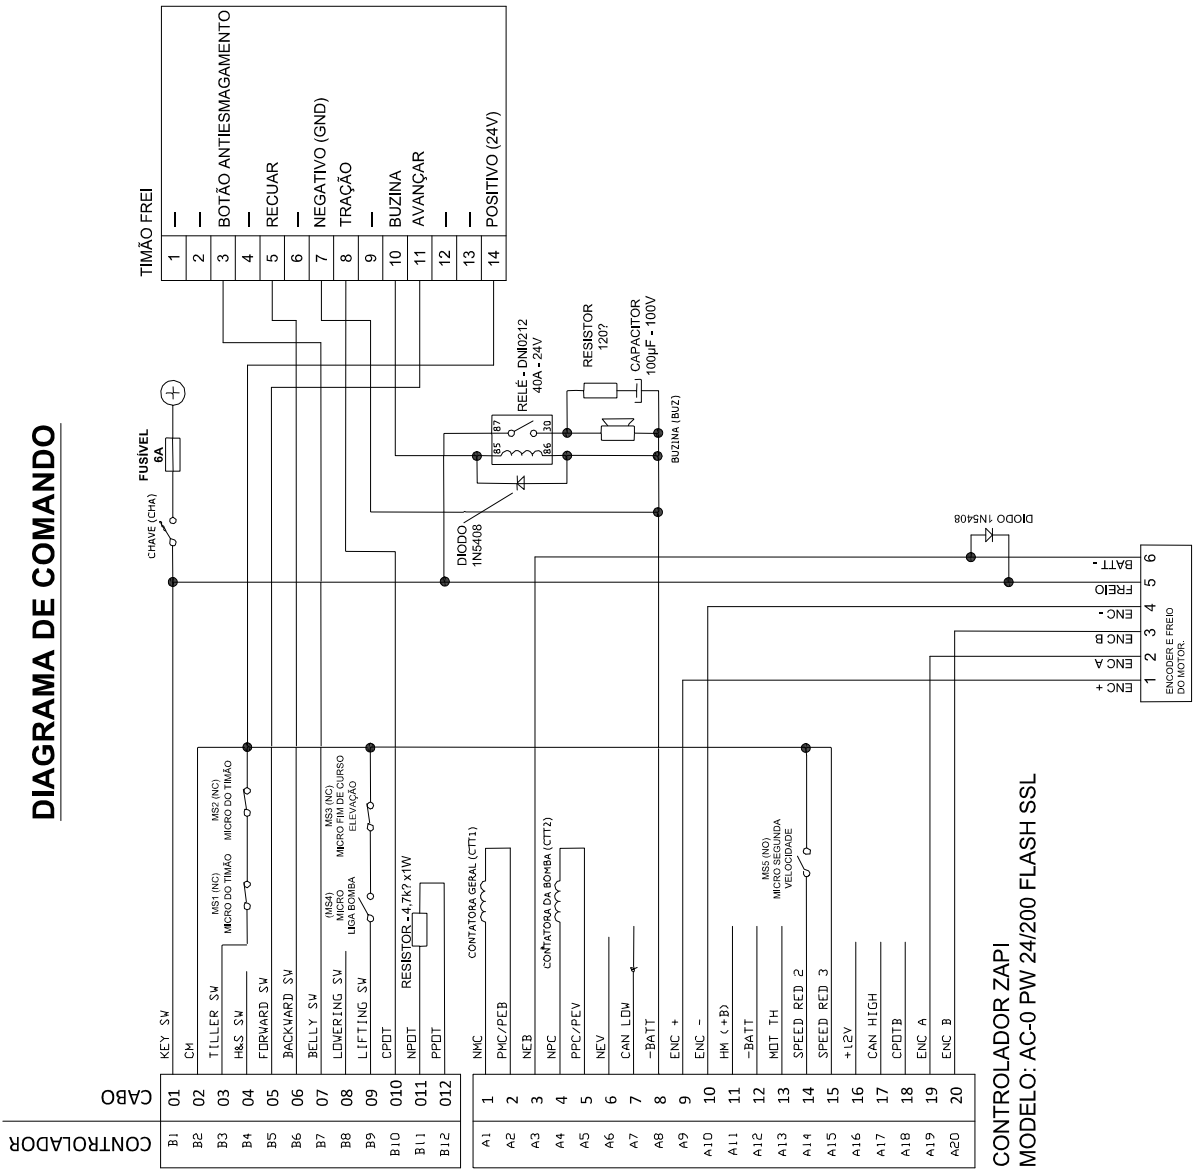 DIAGRAMA DE COMANDO
TIMÃO FREI
1 —
2 —
3 BOTÃO ANTIESMAGAMENTO
4 —
5 RECUAR
6 —
7 NEGATIVO (GND)
8 TRAÇÃO
9 —
10 BUZINA
11 AVANÇAR
12 —
13 —
14 POSITIVO (24V)
FUSÍVEL
6A
CHAVE (CHA)
RELÉ - DNI0212
40A - 24V
87
30
85
86
DIODO
1N5408
RESISTOR
120?
CAPACITOR
100µF - 100V
BUZINA (BUZ)
DIODO 1N5408
6 BATT -
5 FREIO
4 ENC -
3 ENC B
2 ENC A
1 ENC +
ENCODER E FREIO
DO MOTOR.
MS1 (NC)
MICRO DO TIMÃO
MS2 (NC)
MICRO DO TIMÃO
MS3 (NC)
MICRO FIM DE CURSO
ELEVAÇÃO
(MS4)
MICRO
LIGA BOMBA
RESISTOR - 4,7k? x1W
CONTATORA GERAL (CTT1)
CONTATORA DA BOMBA (CTT2)
MS5 (NO)
MICRO SEGUNDA
VELOCIDADE
CONTROLADOR CABO
B1 01 KEY SW
B2 02 CM
B3 03 TILLER SW
B4 04 H&S SW
B5 05 FORWARD SW
B6 06 BACKWARD SW
B7 07 BELLY SW
B8 08 LOWERING SW
B9 09 LIFTING SW
B10 010 CPOT
B11 011 NPOT
B12 012 PPOT
A1 1 NMC
A2 2 PMC/PEB
A3 3 NEB
A4 4 NPC
A5 5 PPC/PEV
A6 6 NEV
A7 7 CAN LOW
A8 8 -BATT
A9 9 ENC +
A10 10 ENC -
A11 11 HM (+B)
A12 12 -BATT
A13 13 MOT TH
A14 14 SPEED RED 2
A15 15 SPEED RED 3
A16 16 +12V
A17 17 CAN HIGH
A18 18 CPOTB
A19 19 ENC A
A20 20 ENC B
CONTROLADOR ZAPI
MODELO: AC-0 PW 24/200 FLASH SSL